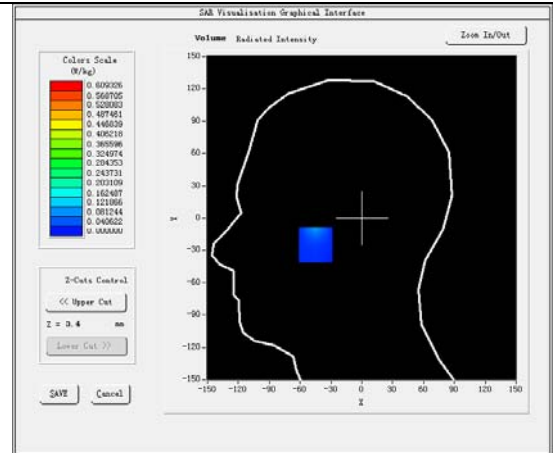 SAR Visualisation Graphical Interface
Volume Radiated Intensity
Zoom In/Out
Colors Scale
(W/kg)
0.609326
0.568705
0.528083
0.487461
0.446839
0.406218
0.365596
0.324974
0.284353
0.243731
0.203109
0.162487
0.121866
0.081244
0.040622
0.000000
150
120
90
60
30
0
-30
-60
-90
-120
-150
Y
-150 -120 -90 -60 -30 0 30 60 90 120 150
X
Z-Cuts Control
<< Upper Cut
Z = 3.4 mm
Lower Cut >>
SAVE Cancel